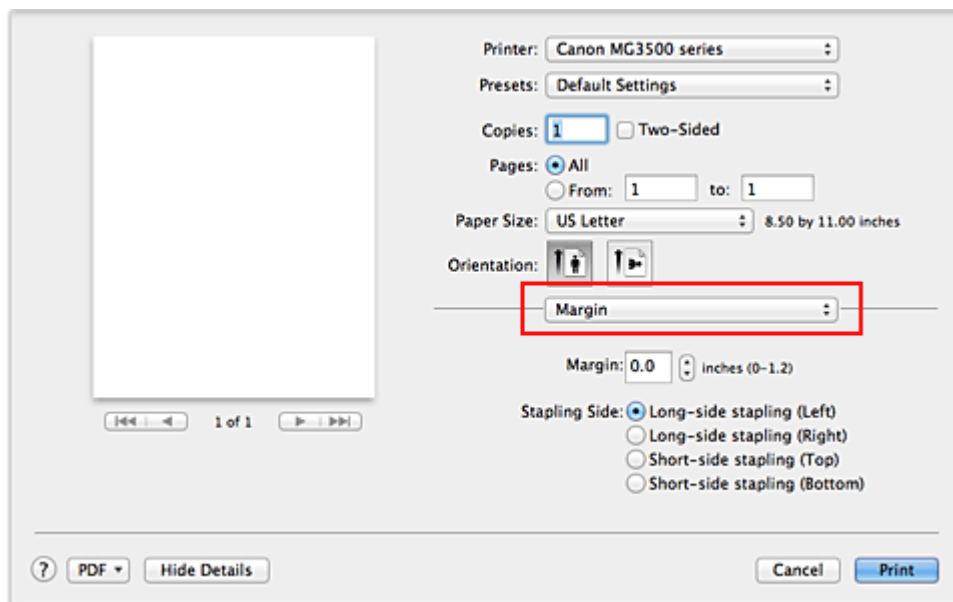 Printer: Canon MG3500 series
Presets: Default Settings
Copies: 1 Two-Sided
Pages: All
From: 1 to: 1
Paper Size: US Letter 8.50 by 11.00 inches
Orientation:
Margin
Margin: 0.0 inches (0-1.2)
1 of 1
Stapling Side: Long-side stapling (Left)
Long-side stapling (Right)
Short-side stapling (Top)
Short-side stapling (Bottom)
? PDF Hide Details Cancel Print